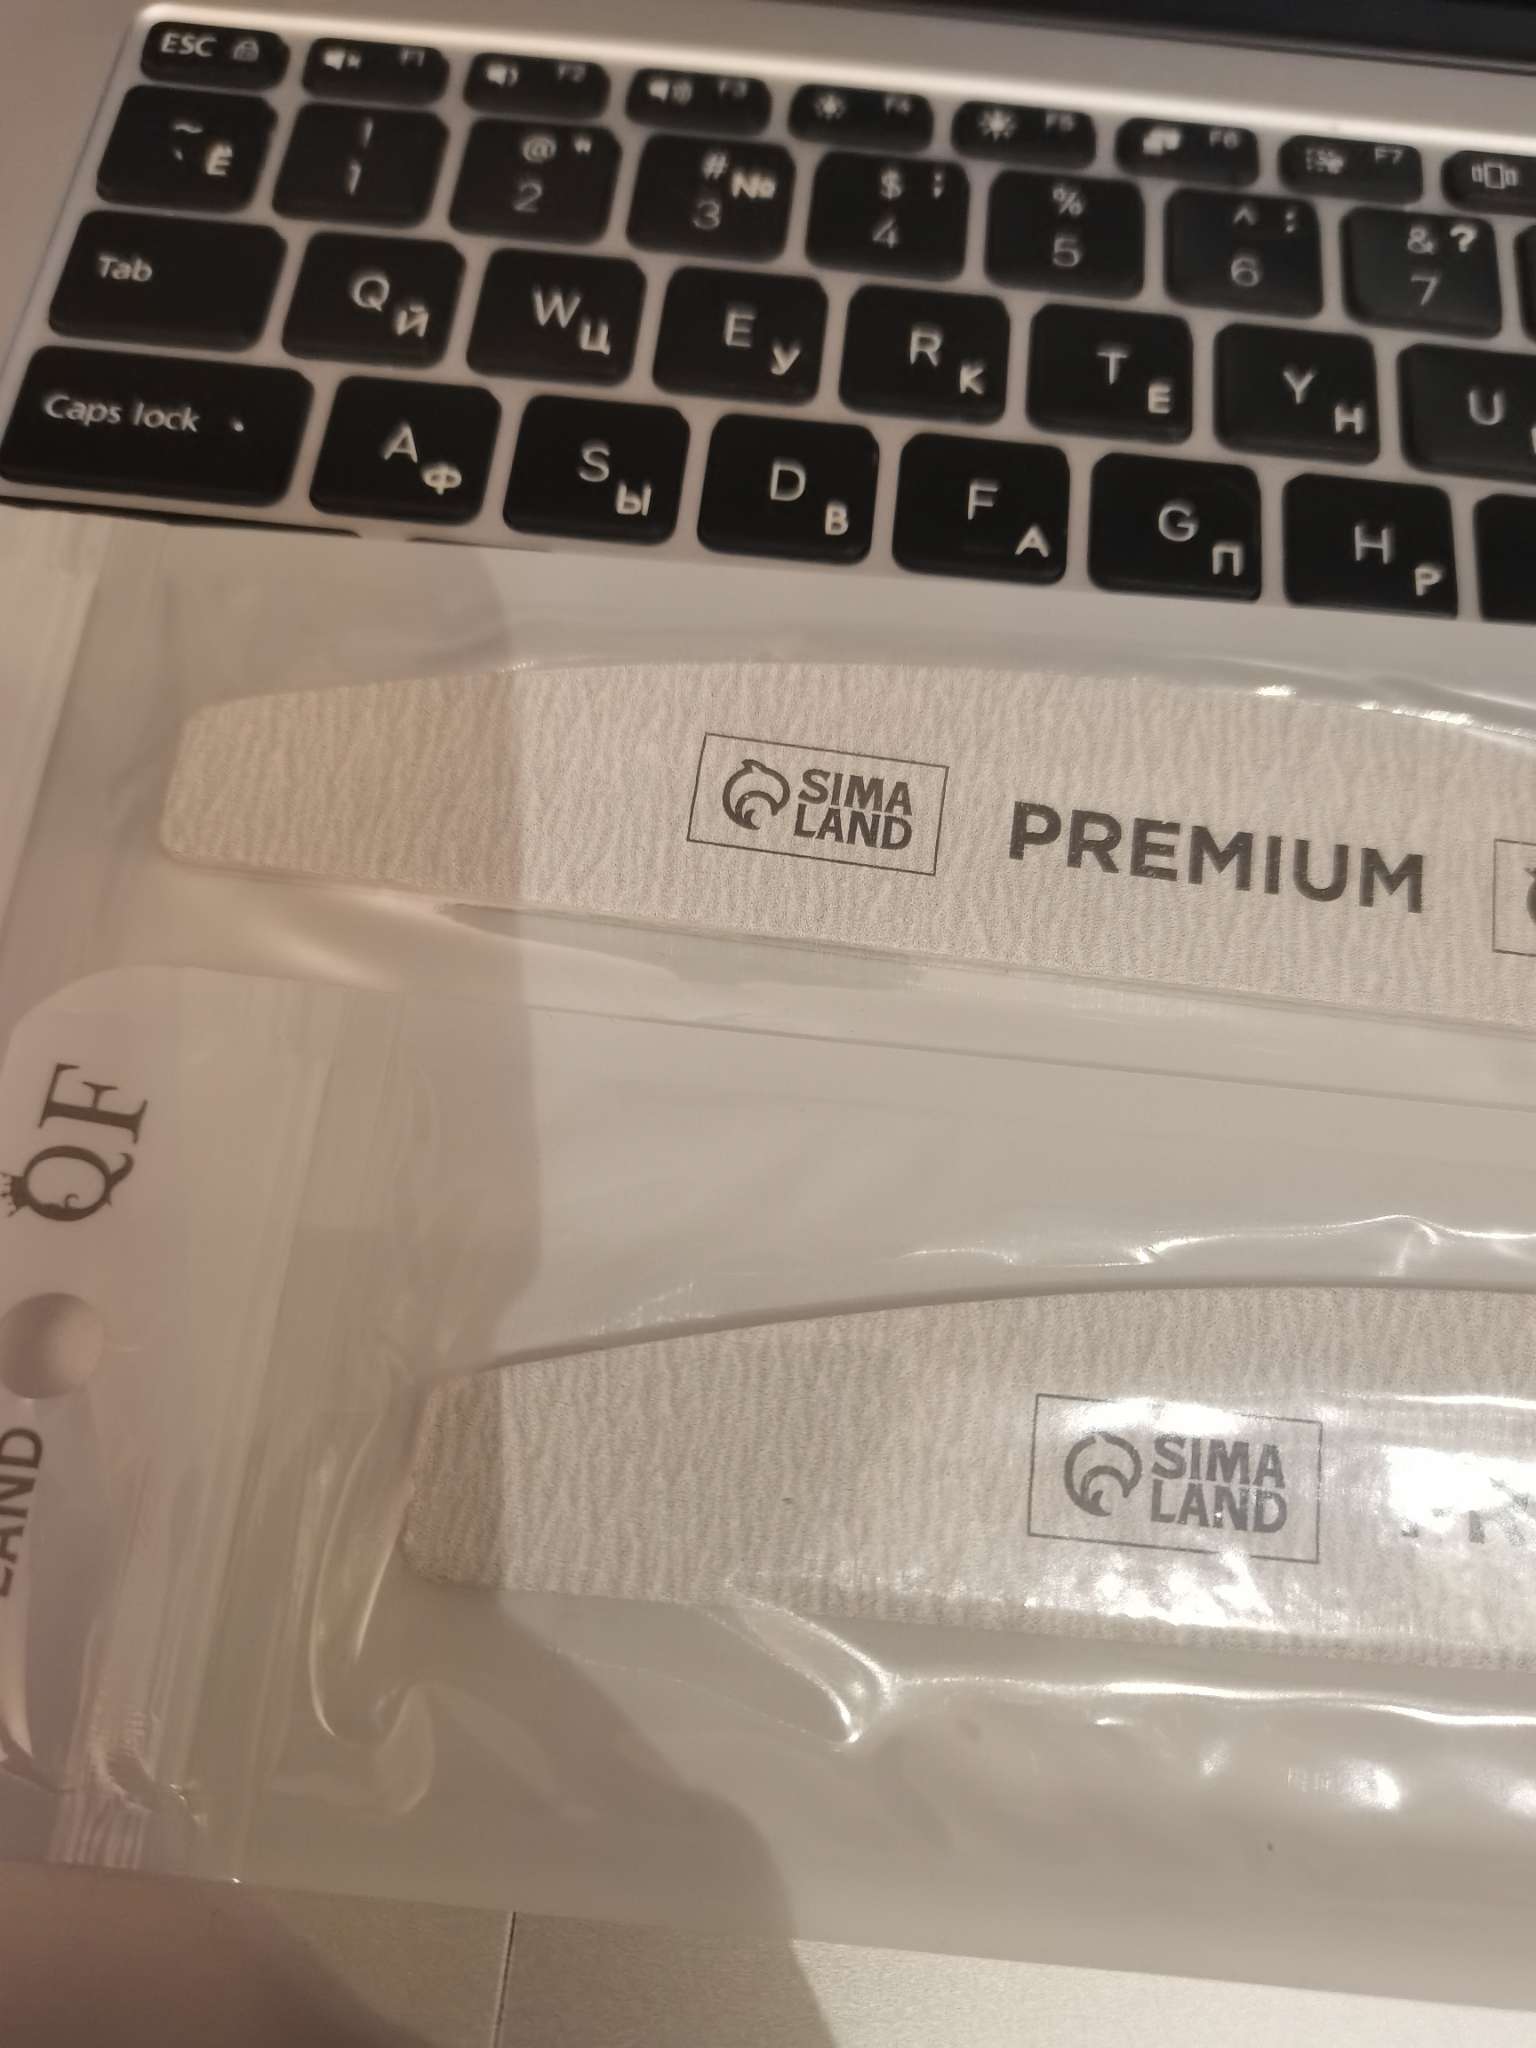 ESC F1 F2 F3 F4 F5 F6 F7
~ ` Ё ! 1 @ " 2 # № 3 $ ; 4 % 5 ^ : 6 & ? 7
Tab Q Й W Ц E У R К T Е Y Н U
Caps lock A Ф S Ы D В F А G П H Р
SIMA
LAND
PREMIUM
QF
LAND
SIMA
LAND